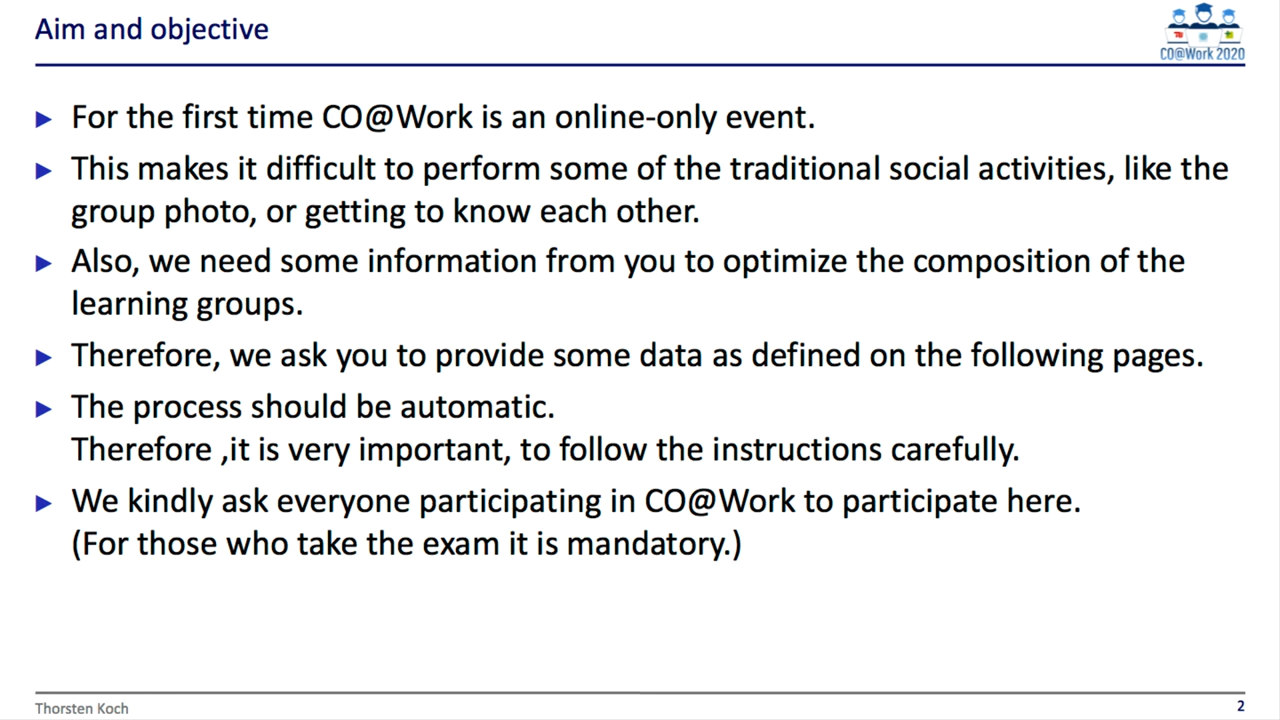 Aim and objective
CO@Work 2020
For the first time CO@Work is an online-only event.
This makes it difficult to perform some of the traditional social activities, like the
group photo, or getting to know each other.
Also, we need some information from you to optimize the composition of the
learning groups.
Therefore, we ask you to provide some data as defined on the following pages.
The process should be automatic.
Therefore ,it is very important, to follow the instructions carefully.
We kindly ask everyone participating in CO@Work to participate here.
(For those who take the exam it is mandatory.)
Thorsten Koch
2